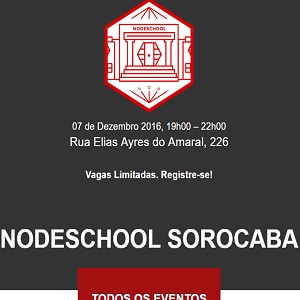 NODESCHOOL
07 de Dezembro 2016, 19h00 – 22h00
Rua Elias Ayres do Amaral, 226
Vagas Limitadas. Registre-se!
NODESCHOOL SOROCABA
TODOS OS EVENTOS